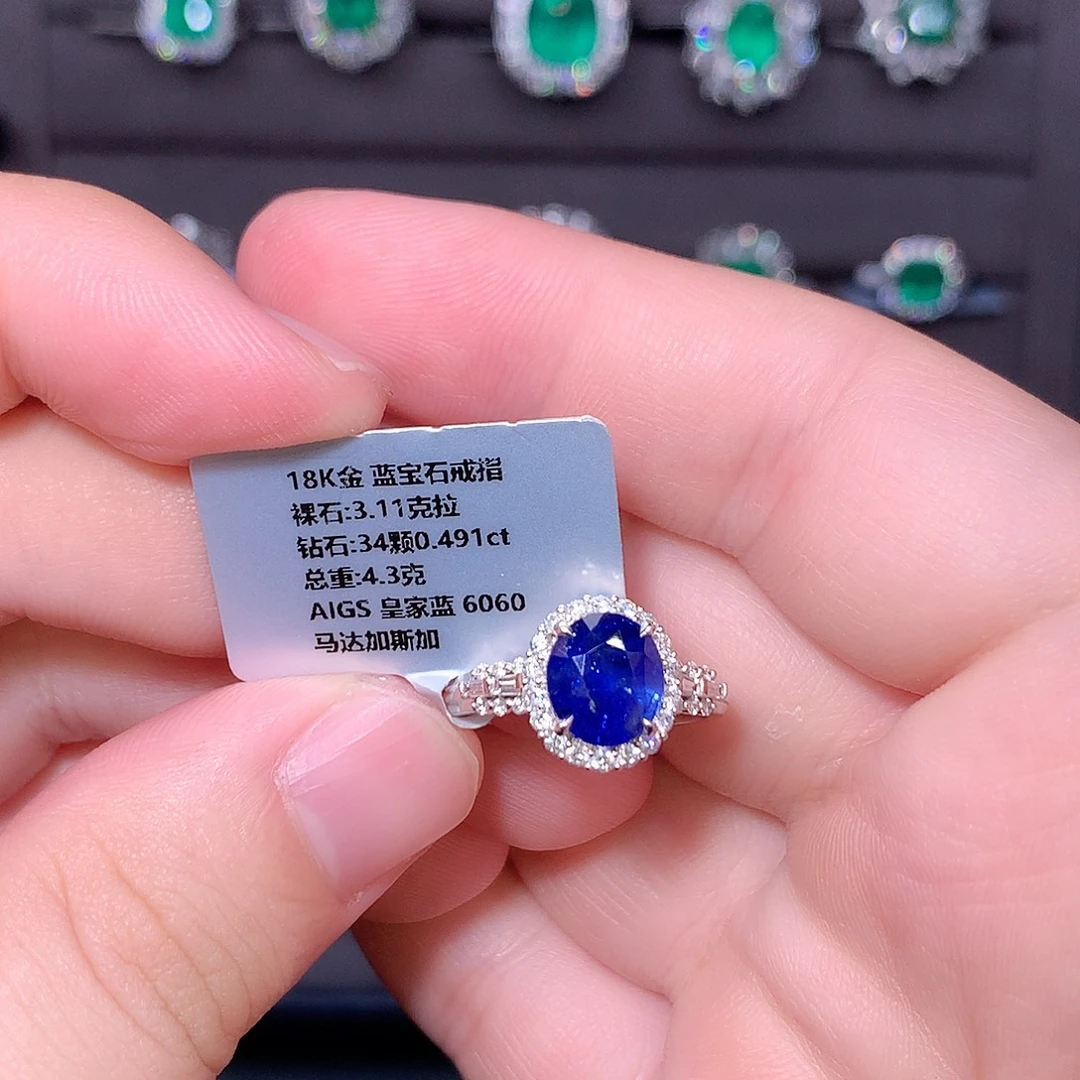 18K金 蓝宝石戒指
裸石:3.11克拉
钻石:34颗0.491ct
总重:4.3克
AIGS 皇家蓝 6060
马达加斯加